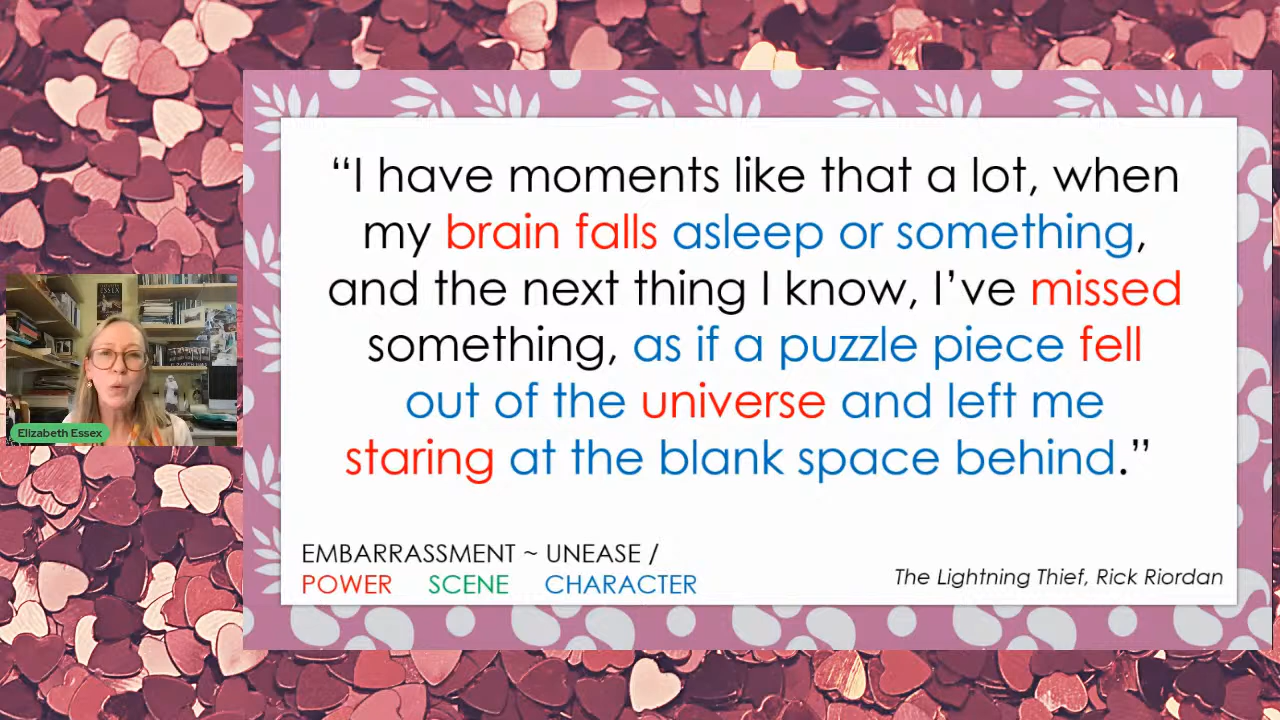 “I have moments like that a lot, when
my brain falls asleep or something,
and the next thing I know, I’ve missed
something, as if a puzzle piece fell
out of the universe and left me
staring at the blank space behind.”
EMBARRASSMENT ~ UNEASE /
POWER SCENE CHARACTER
The Lightning Thief, Rick Riordan
ESSEX
Elizabeth Essex